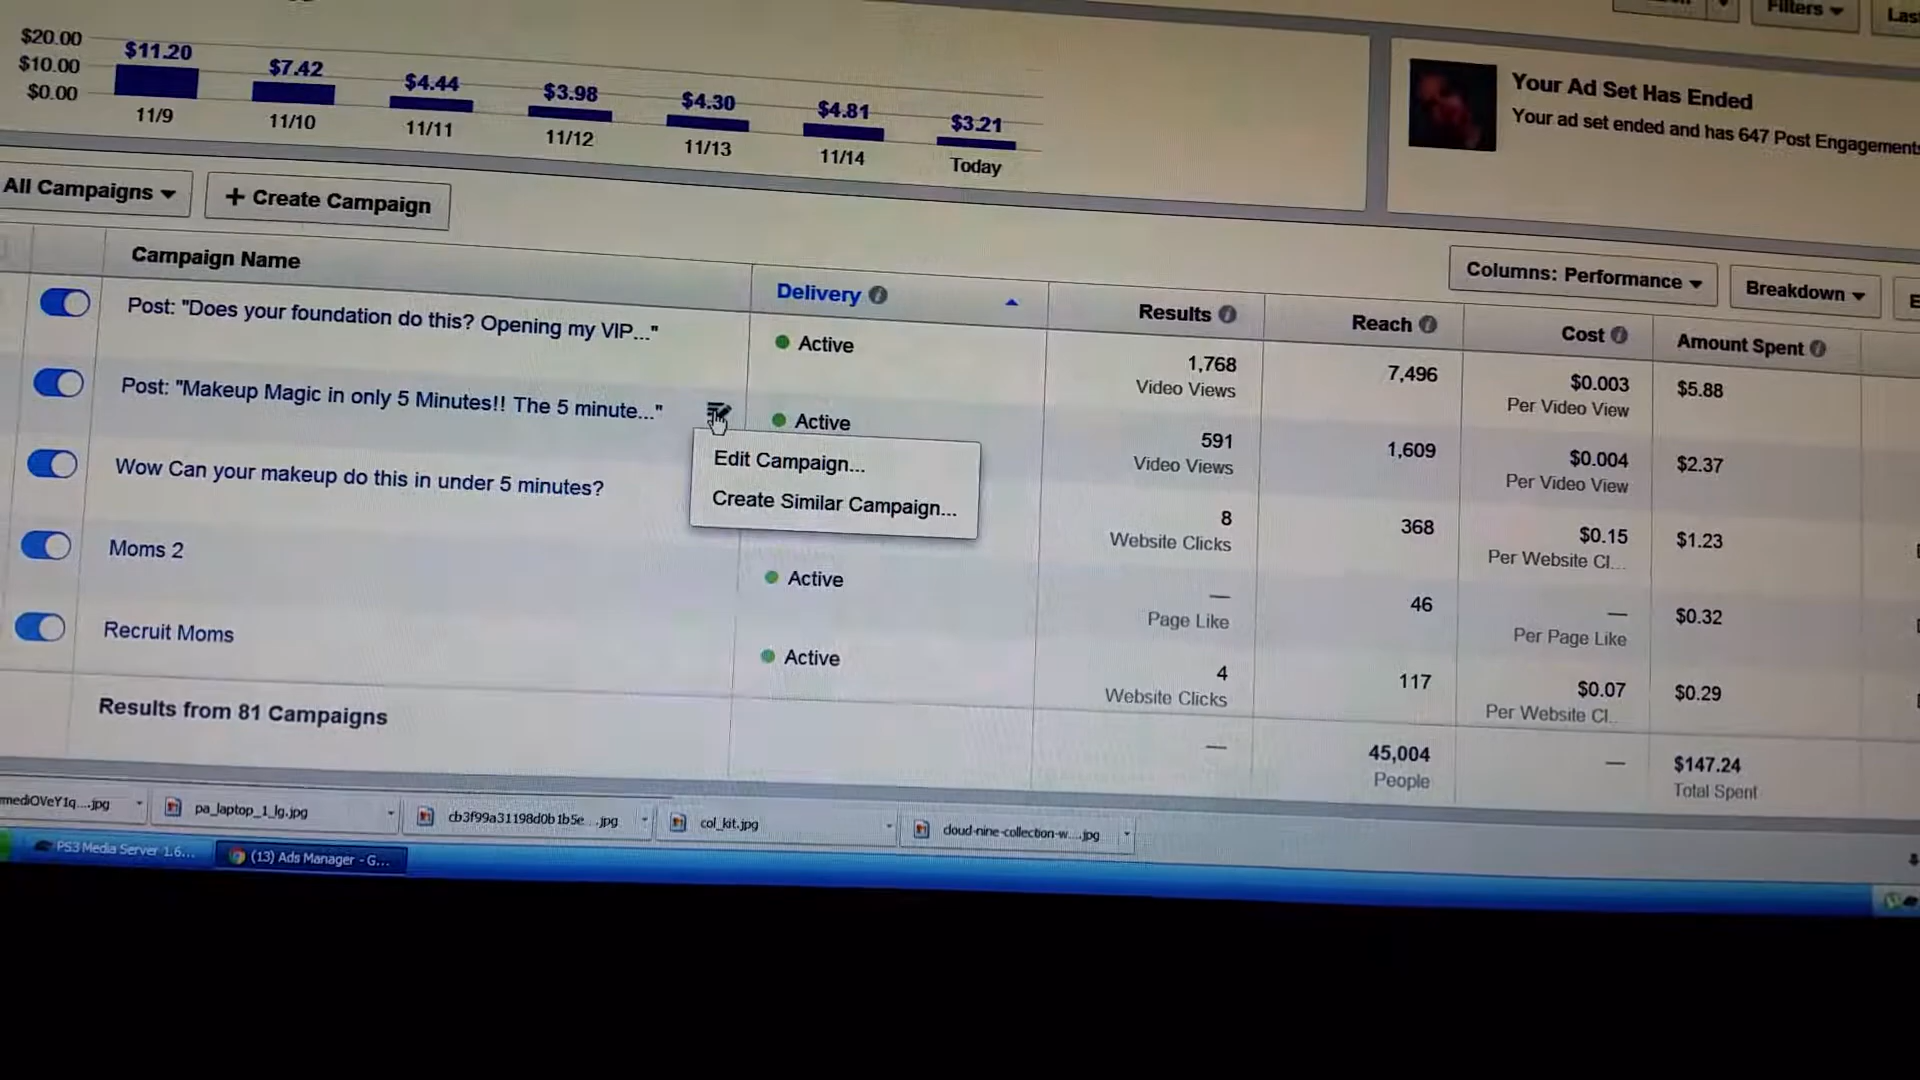 Filters
$20.00
$10.00
$0.00
$11.20
$7.42
$4.44
$3.98
$4.30
$4.81
$3.21
11/9
11/10
11/11
11/12
11/13
11/14
Today
Your Ad Set Has Ended
Your ad set ended and has 647 Post Engagements
All Campaigns
+ Create Campaign
Columns: Performance
Breakdown
Campaign Name
Delivery
Results
Reach
Cost
Amount Spent
Post: "Does your foundation do this? Opening my VIP..."
Active
1,768
Video Views
7,496
$0.003
Per Video View
$5.88
Post: "Makeup Magic in only 5 Minutes!! The 5 minute..."
Active
591
Video Views
1,609
$0.004
Per Video View
$2.37
Edit Campaign...
Create Similar Campaign...
Wow Can your makeup do this in under 5 minutes?
8
Website Clicks
368
$0.15
Per Website Cl...
$1.23
Moms 2
Active
—
Page Like
46
—
Per Page Like
$0.32
Recruit Moms
Active
4
Website Clicks
117
$0.07
Per Website Cl...
$0.29
Results from 81 Campaigns
—
45,004
People
—
$147.24
Total Spent
mediOVeY1q....jpg
pa_laptop_1_lg.jpg
cb3f99a31198d0b1b5e....jpg
col_kit.jpg
cloud-nine-collection-w....jpg
PS3 Media Server 1.6...
(13) Ads Manager - G...